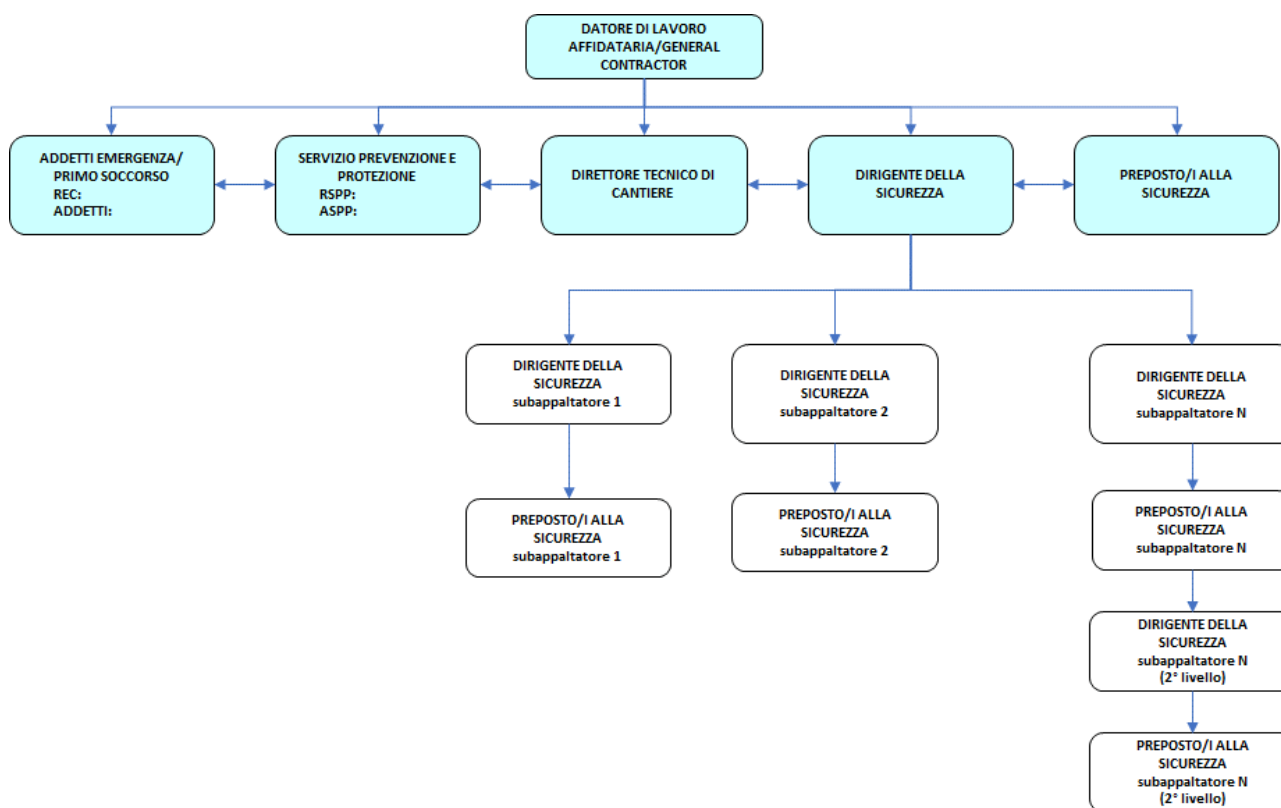 DATORE DI LAVORO
AFFIDATARIA/GENERAL
CONTRACTOR
ADDETTI EMERGENZA/
PRIMO SOCCORSO
REC:
ADDETTI:
SERVIZIO PREVENZIONE E
PROTEZIONE
RSPP:
ASPP:
DIRETTORE TECNICO DI
CANTIERE
DIRIGENTE DELLA
SICUREZZA
PREPOSTO/I ALLA
SICUREZZA
DIRIGENTE DELLA
SICUREZZA
subappaltatore 1
DIRIGENTE DELLA
SICUREZZA
subappaltatore 2
DIRIGENTE DELLA
SICUREZZA
subappaltatore N
PREPOSTO/I ALLA
SICUREZZA
subappaltatore 1
PREPOSTO/I ALLA
SICUREZZA
subappaltatore 2
PREPOSTO/I ALLA
SICUREZZA
subappaltatore N
DIRIGENTE DELLA
SICUREZZA
subappaltatore N
(2° livello)
PREPOSTO/I ALLA
SICUREZZA
subappaltatore N
(2° livello)